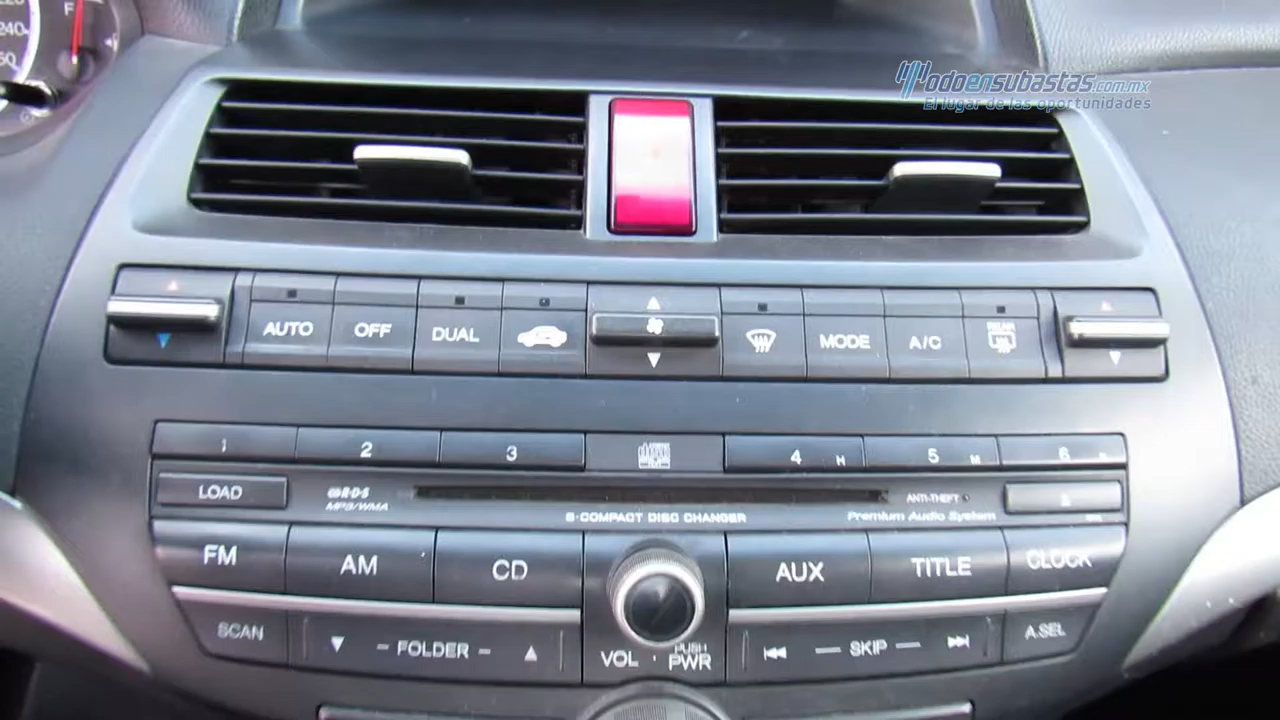 F
240
Modoensubastas.com.mx
El lugar de las oportunidades
AUTO OFF DUAL MODE A/C REAR
1 2 3 4 H 5 M 6
LOAD RDS ANTI-THEFT
MP3/WMA
6·COMPACT DISC CHANGER Premium Audio System
FM AM CD AUX TITLE CLOCK
SCAN FOLDER SKIP A.SEL
VOL PUSH
PWR